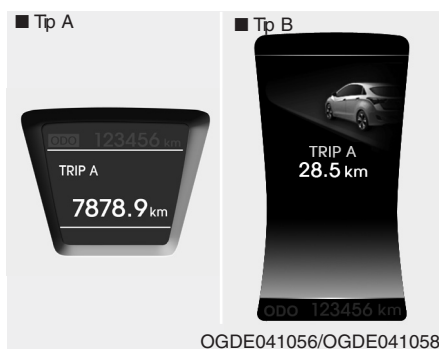 ■ Tip A
ODO 123456 km
TRIP A
7878.9 km
■ Tip B
TRIP A
28.5 km
ODO 123456 km
OGDE041056/OGDE041058